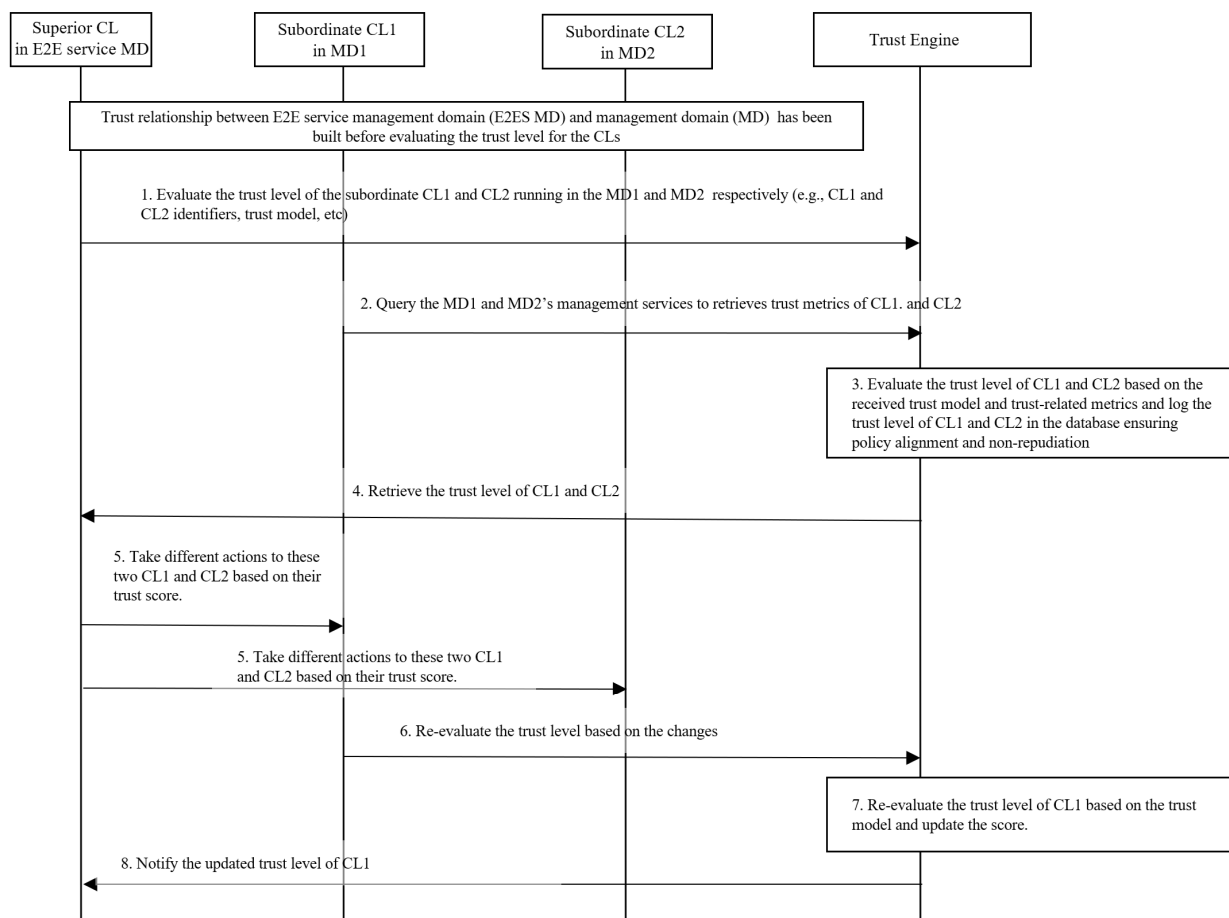 Superior CL
in E2E service MD
Subordinate CL1
in MD1
Subordinate CL2
in MD2
Trust Engine
Trust relationship between E2E service management domain (E2ES MD) and management domain (MD) has been
built before evaluating the trust level for the CLs
1. Evaluate the trust level of the subordinate CL1 and CL2 running in the MD1 and MD2 respectively (e.g., CL1 and
CL2 identifiers, trust model, etc)
2. Query the MD1 and MD2’s management services to retrieves trust metrics of CL1. and CL2
3. Evaluate the trust level of CL1 and CL2 based on the
received trust model and trust-related metrics and log the
trust level of CL1 and CL2 in the database ensuring
policy alignment and non-repudiation
4. Retrieve the trust level of CL1 and CL2
5. Take different actions to these
two CL1 and CL2 based on their
trust score.
5. Take different actions to these two CL1
and CL2 based on their trust score.
6. Re-evaluate the trust level based on the changes
7. Re-evaluate the trust level of CL1 based on the trust
model and update the score.
8. Notify the updated trust level of CL1